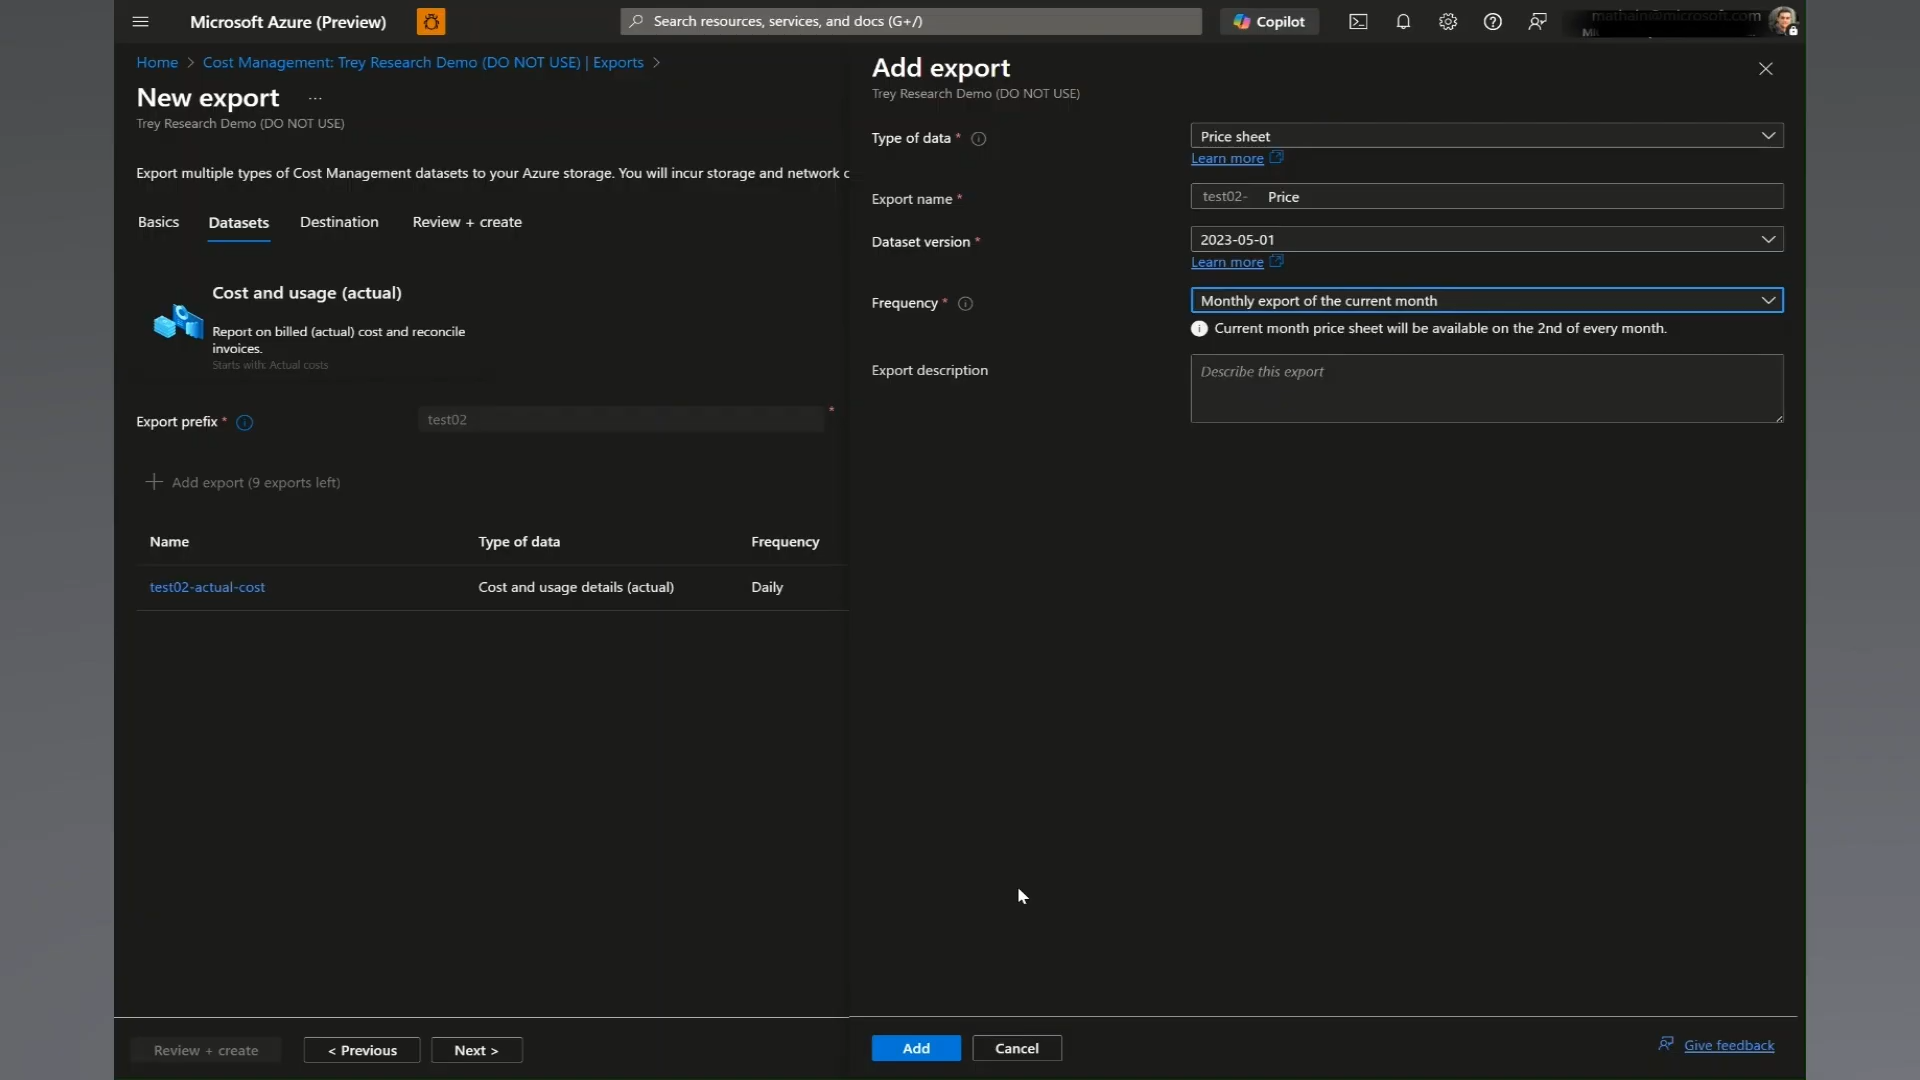 Microsoft Azure (Preview)
Search resources, services, and docs (G+/)
Copilot
mathain@microsoft.com
Home > Cost Management: Trey Research Demo (DO NOT USE) | Exports >
New export ...
Trey Research Demo (DO NOT USE)
Export multiple types of Cost Management datasets to your Azure storage. You will incur storage and network c
Basics
Datasets
Destination
Review + create
Cost and usage (actual)
Report on billed (actual) cost and reconcile
invoices.
Starts with: Actual costs
Export prefix *
test02
*
+ Add export (9 exports left)
Name
Type of data
Frequency
test02-actual-cost
Cost and usage details (actual)
Daily
Review + create
< Previous
Next >
Add export
Trey Research Demo (DO NOT USE)
Type of data *
Price sheet
Learn more
Export name *
test02- Price
Dataset version *
2023-05-01
Learn more
Frequency *
Monthly export of the current month
Current month price sheet will be available on the 2nd of every month.
Export description
Describe this export
Add
Cancel
Give feedback